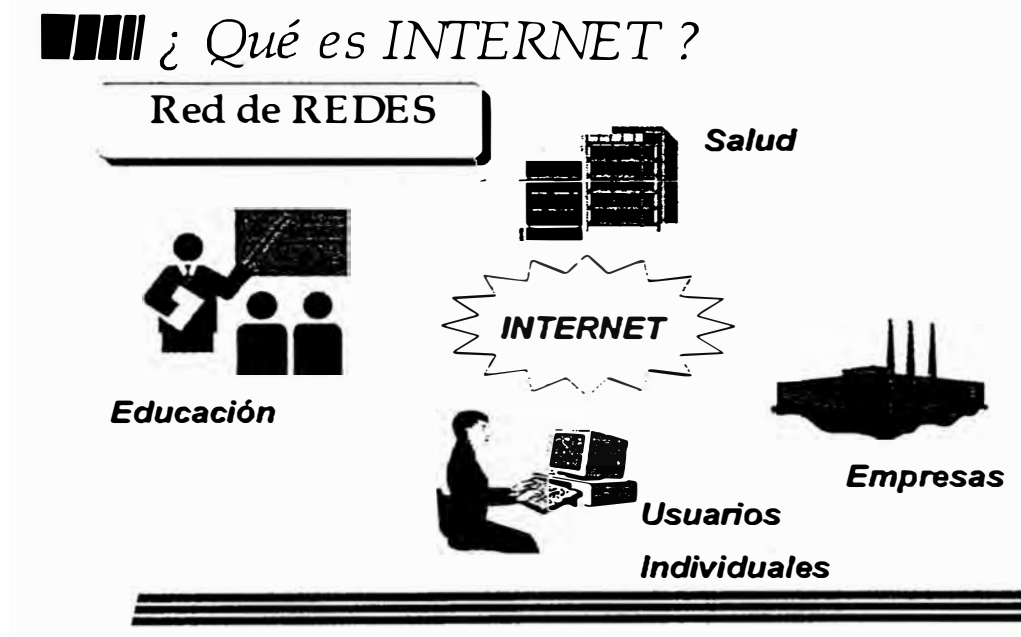 ¿ Qué es INTERNET ?
Red de REDES
Salud
INTERNET
Educación
Empresas
Usuarios
Individuales